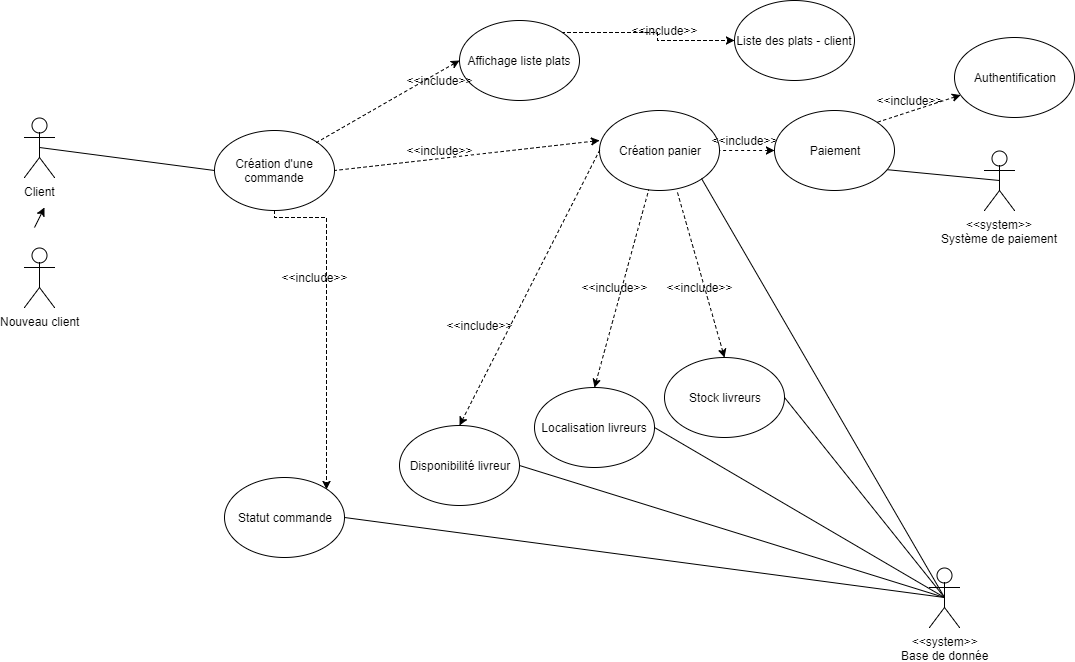 <<include>>
Liste des plats - client
Affichage liste plats
<<include>>
Authentification
<<include>>
Création d'une
commande
<<include>>
Création panier
<<include>>
Paiement
Client
<<system>>
Système de paiement
<<include>>
<<include>>
<<include>>
Nouveau client
<<include>>
Stock livreurs
Localisation livreurs
Disponibilité livreur
Statut commande
<<system>>
Base de donnée